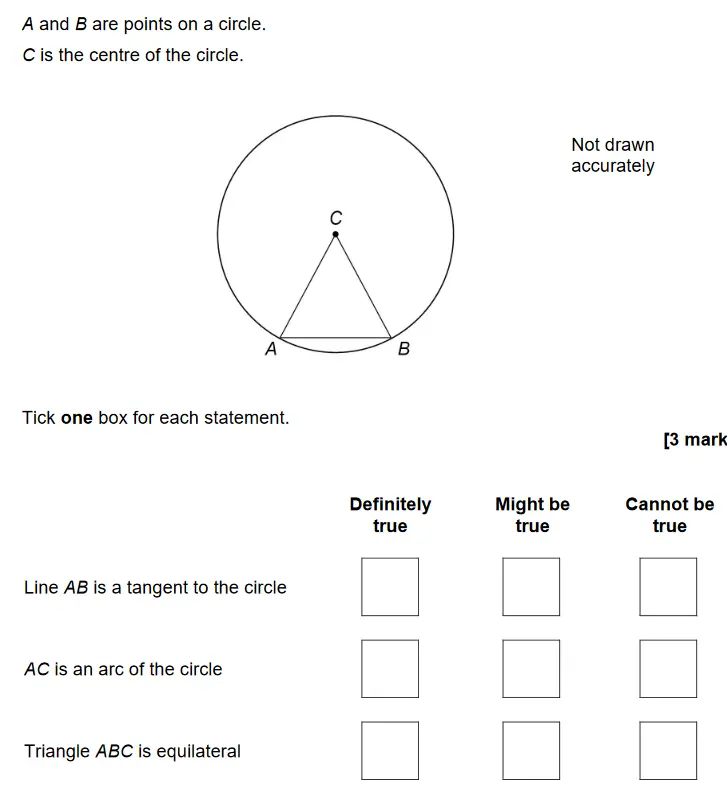 A and B are points on a circle.
C is the centre of the circle.
Not drawn
accurately
C
A
B
Tick one box for each statement.
[3 mark
Definitely true
Might be true
Cannot be true
Line AB is a tangent to the circle
AC is an arc of the circle
Triangle ABC is equilateral